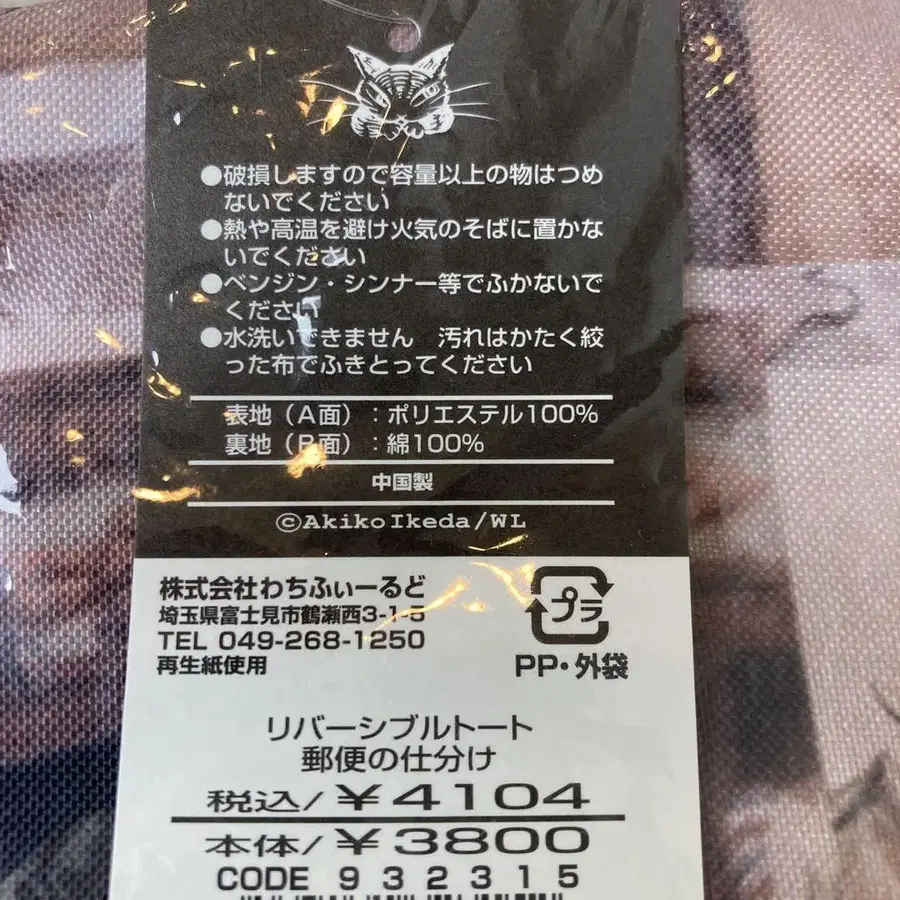 ●破損しますので容量以上の物はつめ
ないでください
●熱や高温を避け火気のそばに置かな
いでください
●ベンジン・シンナー等でふかないで
ください
●水洗いできません　汚れはかたく絞
った布でふきとってください
表地（A面）：ポリエステル100%
裏地（B面）：綿100%
中国製
©AkikoIkeda/WL
株式会社わちふぃーるど
埼玉県富士見市鶴瀬西3-1-5
TEL 049-268-1250
再生紙使用
プラ
PP・外袋
リバーシブルトート
郵便の仕分け
税込/￥4104
本体/￥3800
CODE 932315